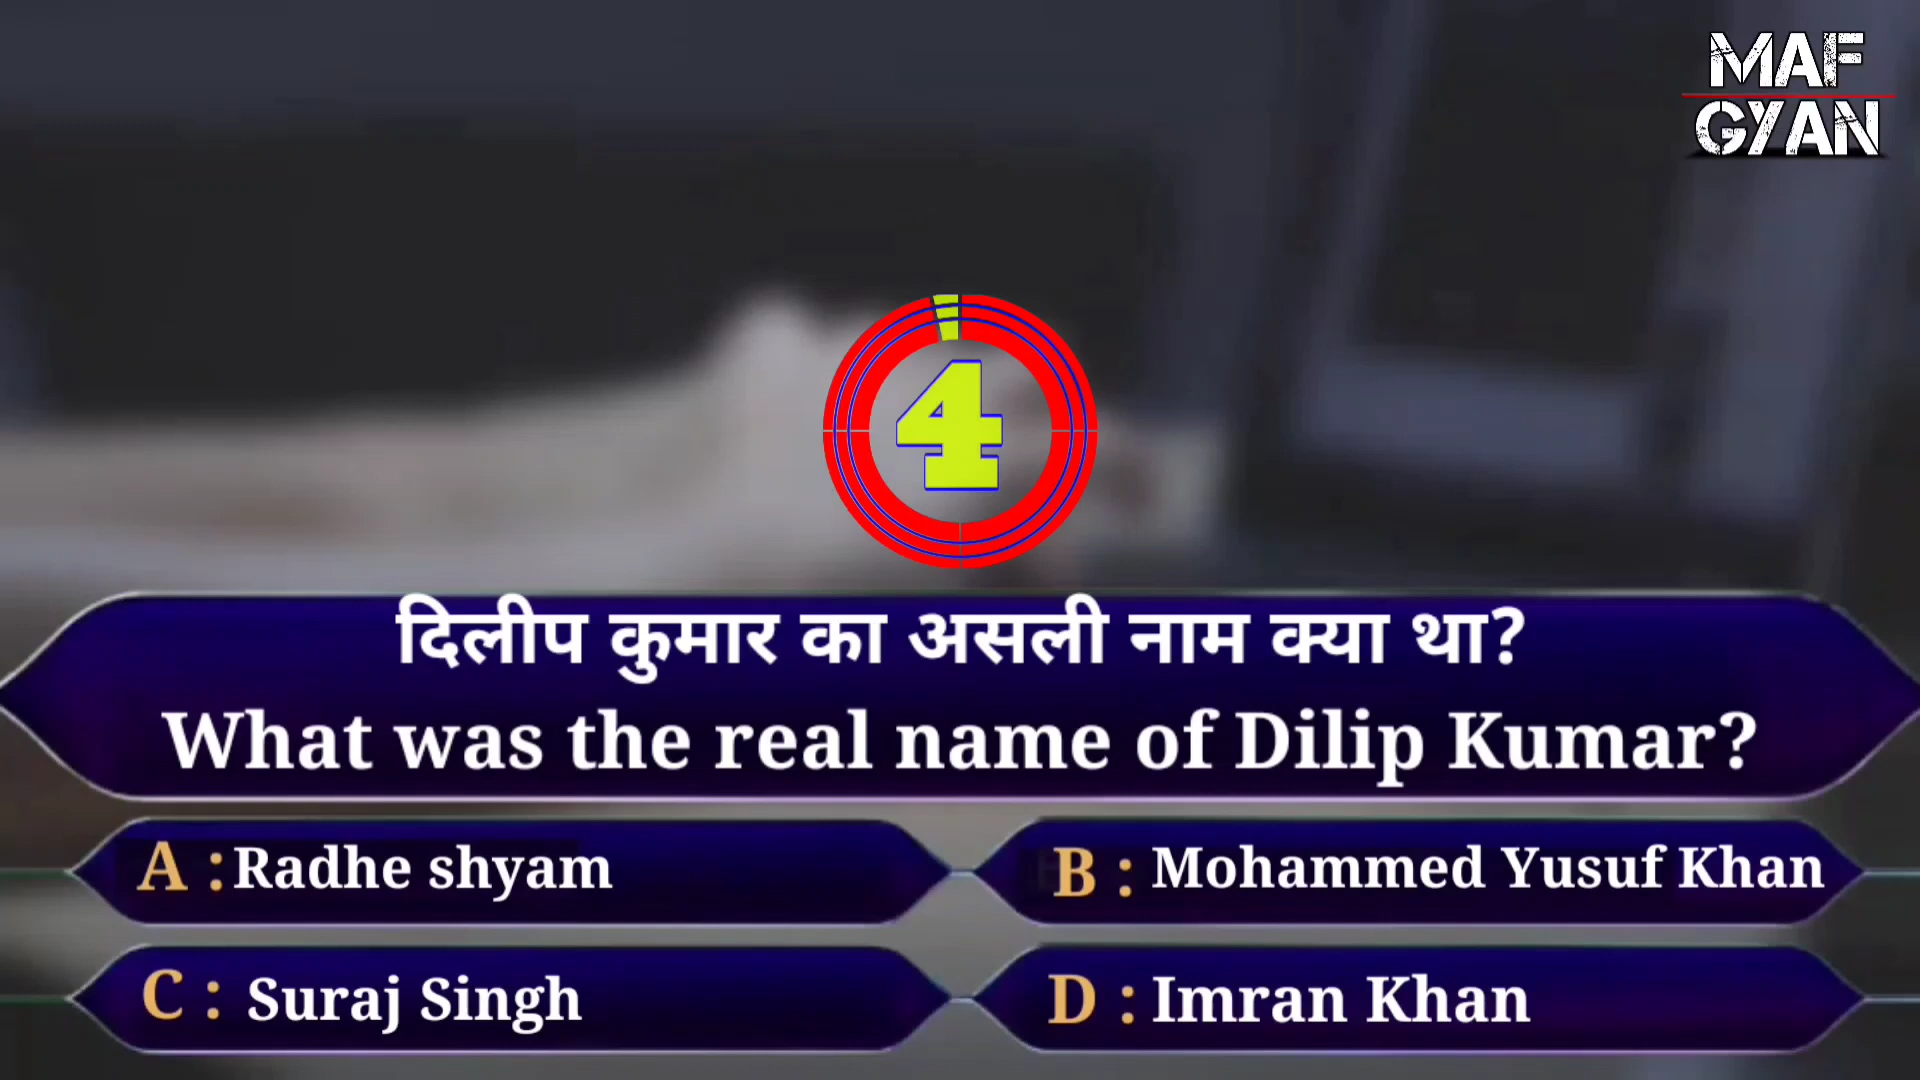 MAF
GYAN
4
दिलीप कुमार का असली नाम क्या था?
What was the real name of Dilip Kumar?
A : Radhe shyam
B : Mohammed Yusuf Khan
C : Suraj Singh
D : Imran Khan